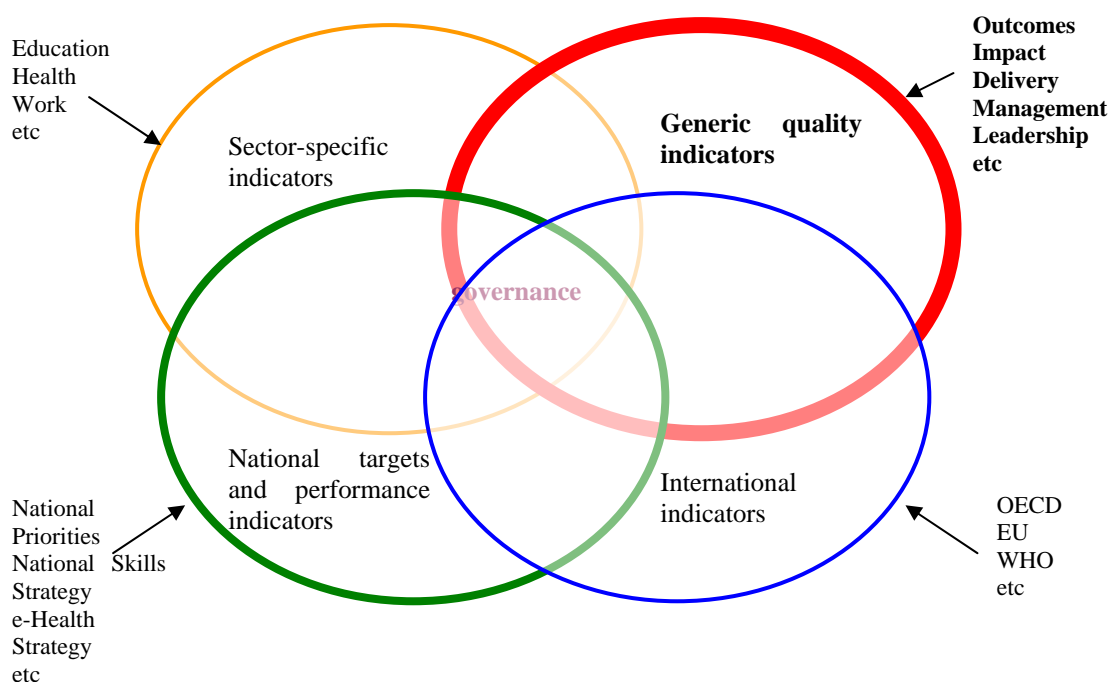 Education
Health
Work
etc
Outcomes
Impact
Delivery
Management
Leadership
etc
Sector-specific
indicators
Generic quality
indicators
governance
National targets
and performance
indicators
International
indicators
National
Priorities
National Skills
Strategy
e-Health
Strategy
etc
OECD
EU
WHO
etc